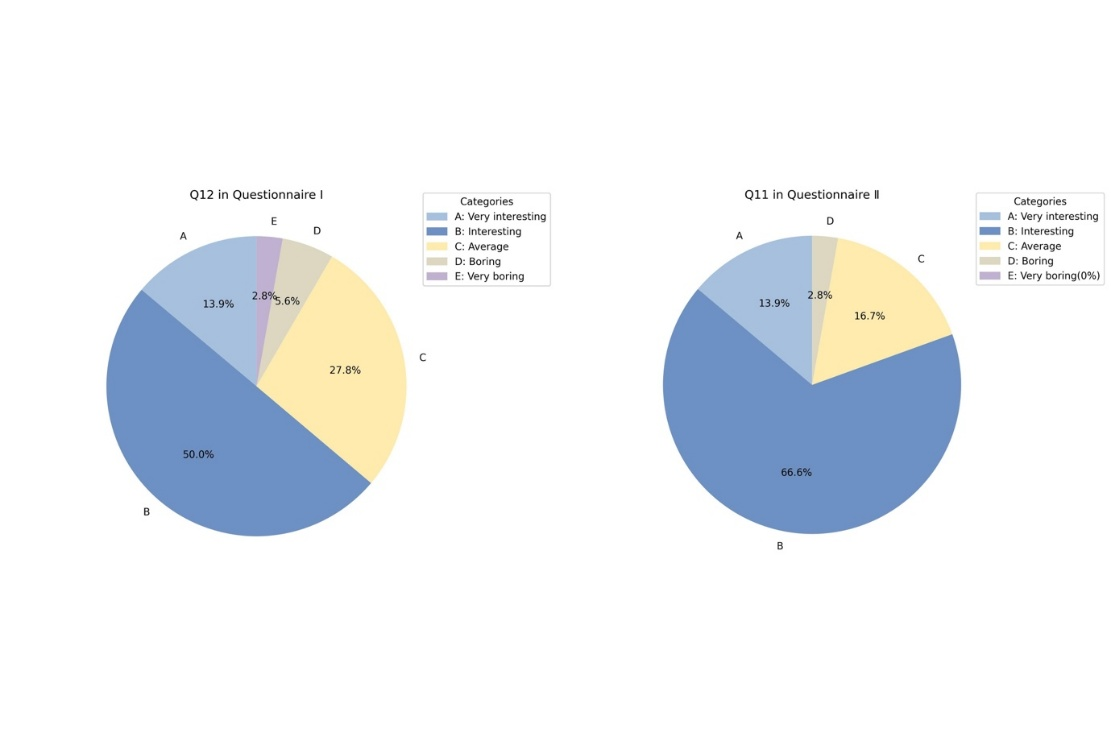 Q12 in Questionnaire Ⅰ
Categories
A: Very interesting
B: Interesting
C: Average
D: Boring
E: Very boring
E
D
A
2.8%
5.6%
13.9%
C
27.8%
50.0%
B
Q11 in Questionnaire Ⅱ
Categories
A: Very interesting
B: Interesting
C: Average
D: Boring
E: Very boring(0%)
D
A
C
2.8%
13.9%
16.7%
66.6%
B